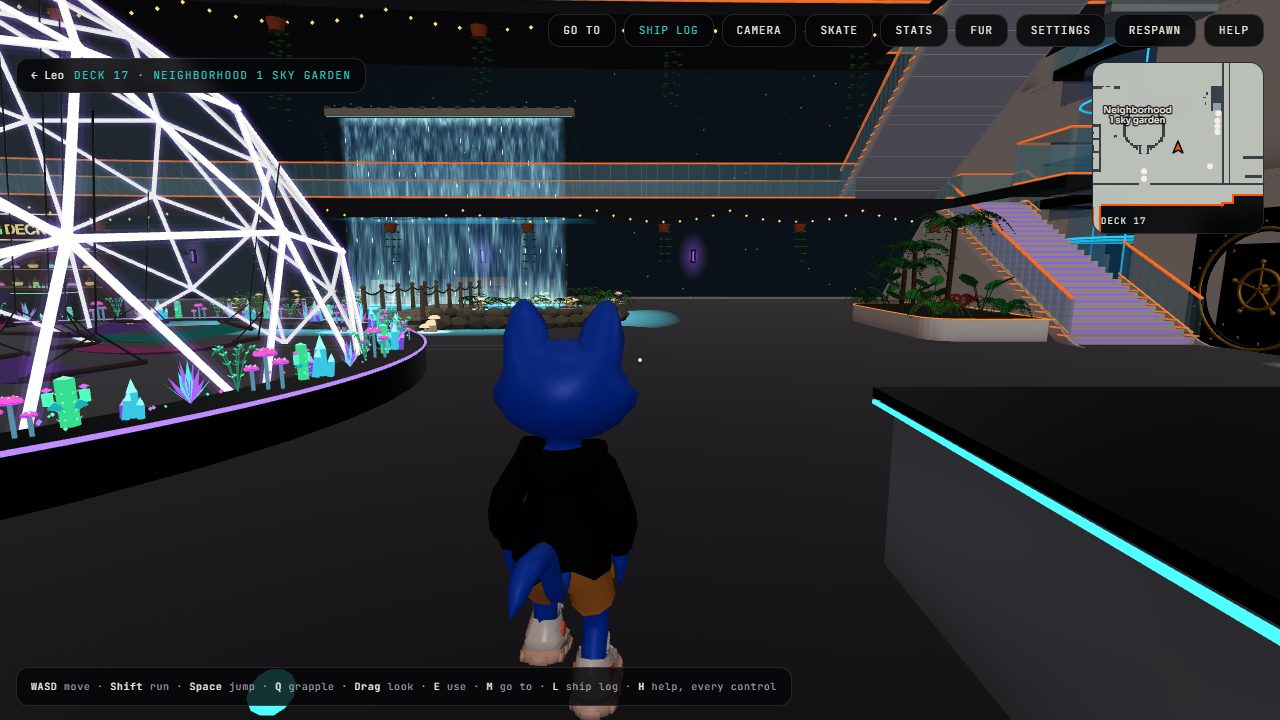 GO TO
SHIP LOG
CAMERA
SKATE
STATS
FUR
SETTINGS
RESPAWN
HELP
← Leo DECK 17 · NEIGHBORHOOD 1 SKY GARDEN
Neighborhood
1 sky garden
DECK 17
DECK
WASD move · Shift run · Space jump · Q grapple · Drag look · E use · M go to · L ship log · H help, every control